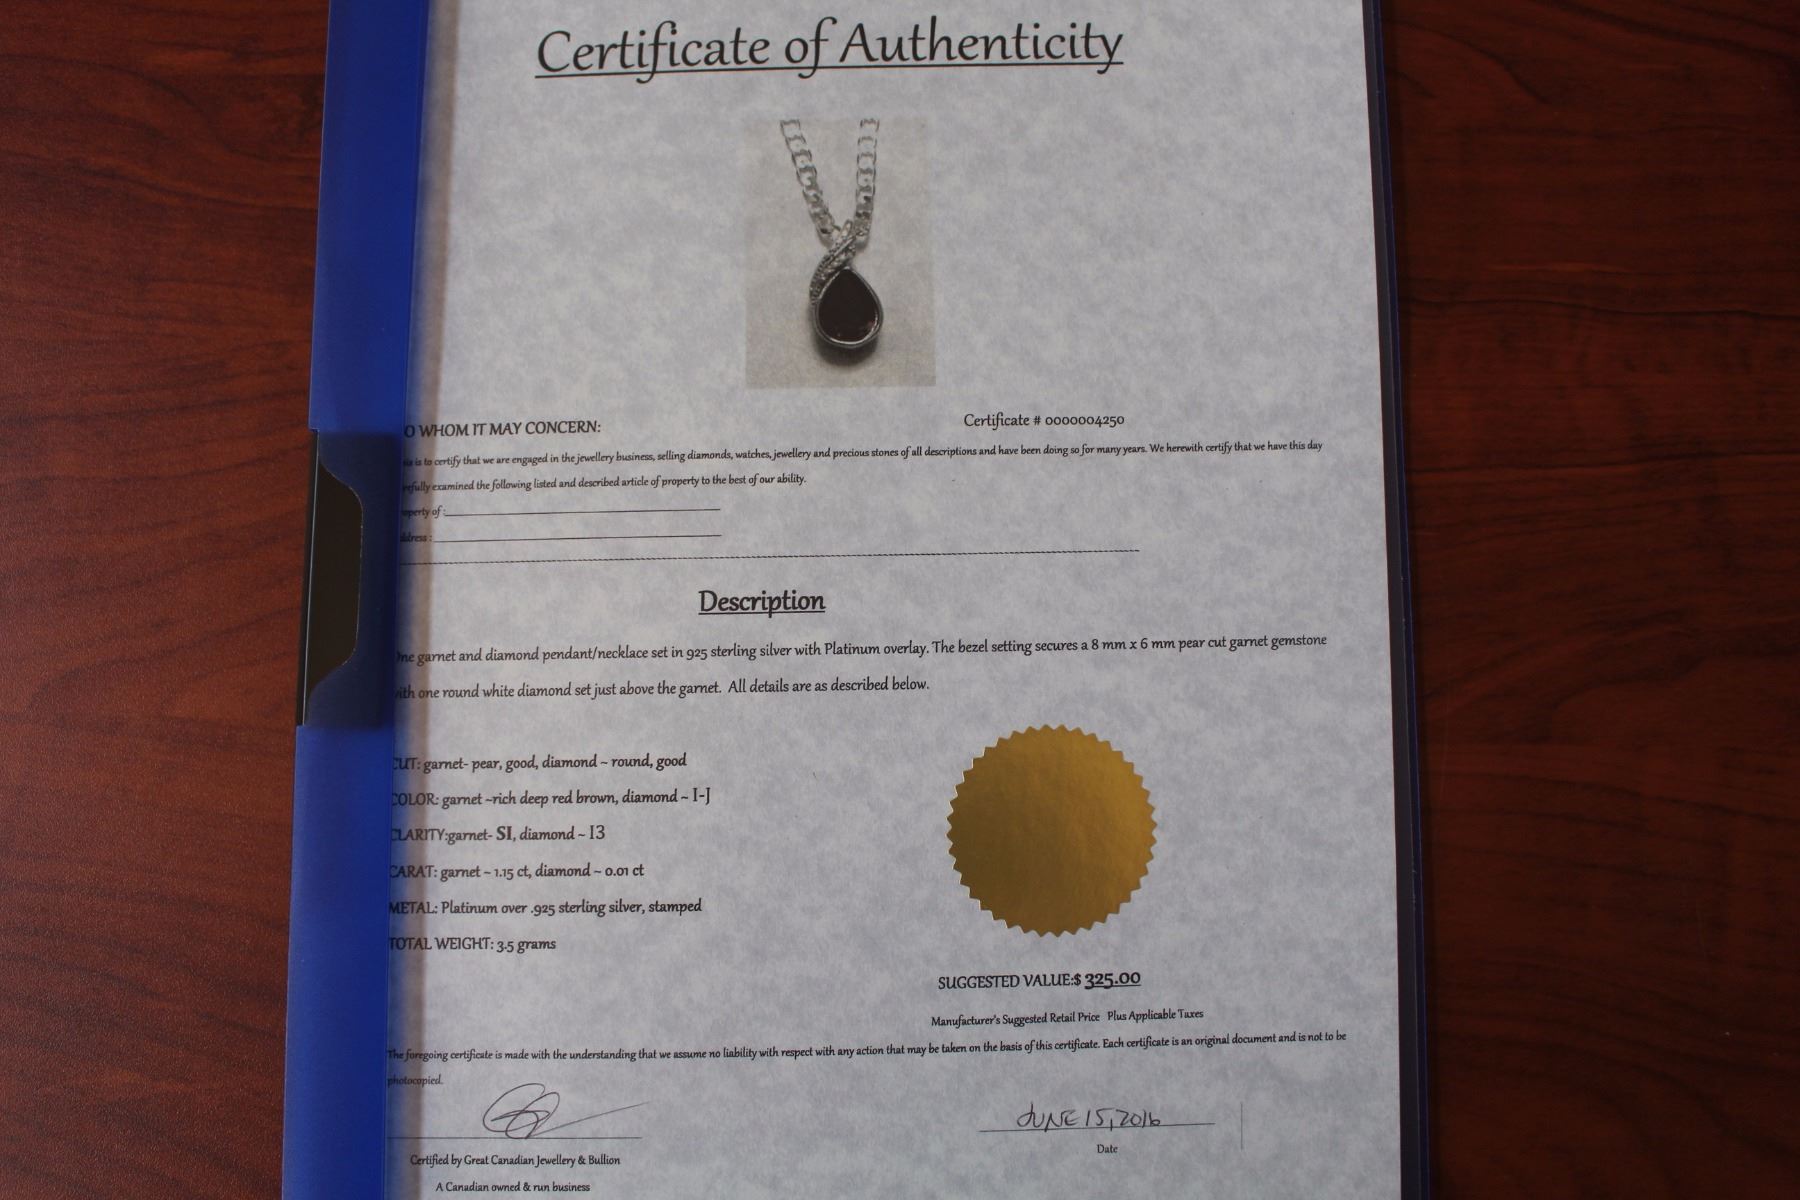 Certificate of Authenticity
O WHOM IT MAY CONCERN:
Certificate # 0000004250
is is to certify that we are engaged in the jewellery business, selling diamonds, watches, jewellery and precious stones of all descriptions and have been doing so for many years. We herewith certify that we have this day
refully examined the following listed and described article of property to the best of our ability.
operty of :
ddress :
Description
One garnet and diamond pendant/necklace set in 925 sterling silver with Platinum overlay. The bezel setting secures a 8 mm x 6 mm pear cut garnet gemstone
with one round white diamond set just above the garnet. All details are as described below.
CUT: garnet- pear, good, diamond ~ round, good
COLOR: garnet ~rich deep red brown, diamond ~ I-J
CLARITY:garnet- SI, diamond ~ I3
CARAT: garnet ~ 1.15 ct, diamond ~ 0.01 ct
METAL: Platinum over .925 sterling silver, stamped
TOTAL WEIGHT: 3.5 grams
SUGGESTED VALUE:$ 325.00
Manufacturer's Suggested Retail Price Plus Applicable Taxes
The foregoing certificate is made with the understanding that we assume no liability with respect with any action that may be taken on the basis of this certificate. Each certificate is an original document and is not to be
photocopied.
JUNE 15, 2016
Date
Certified by Great Canadian Jewellery & Bullion
A Canadian owned & run business